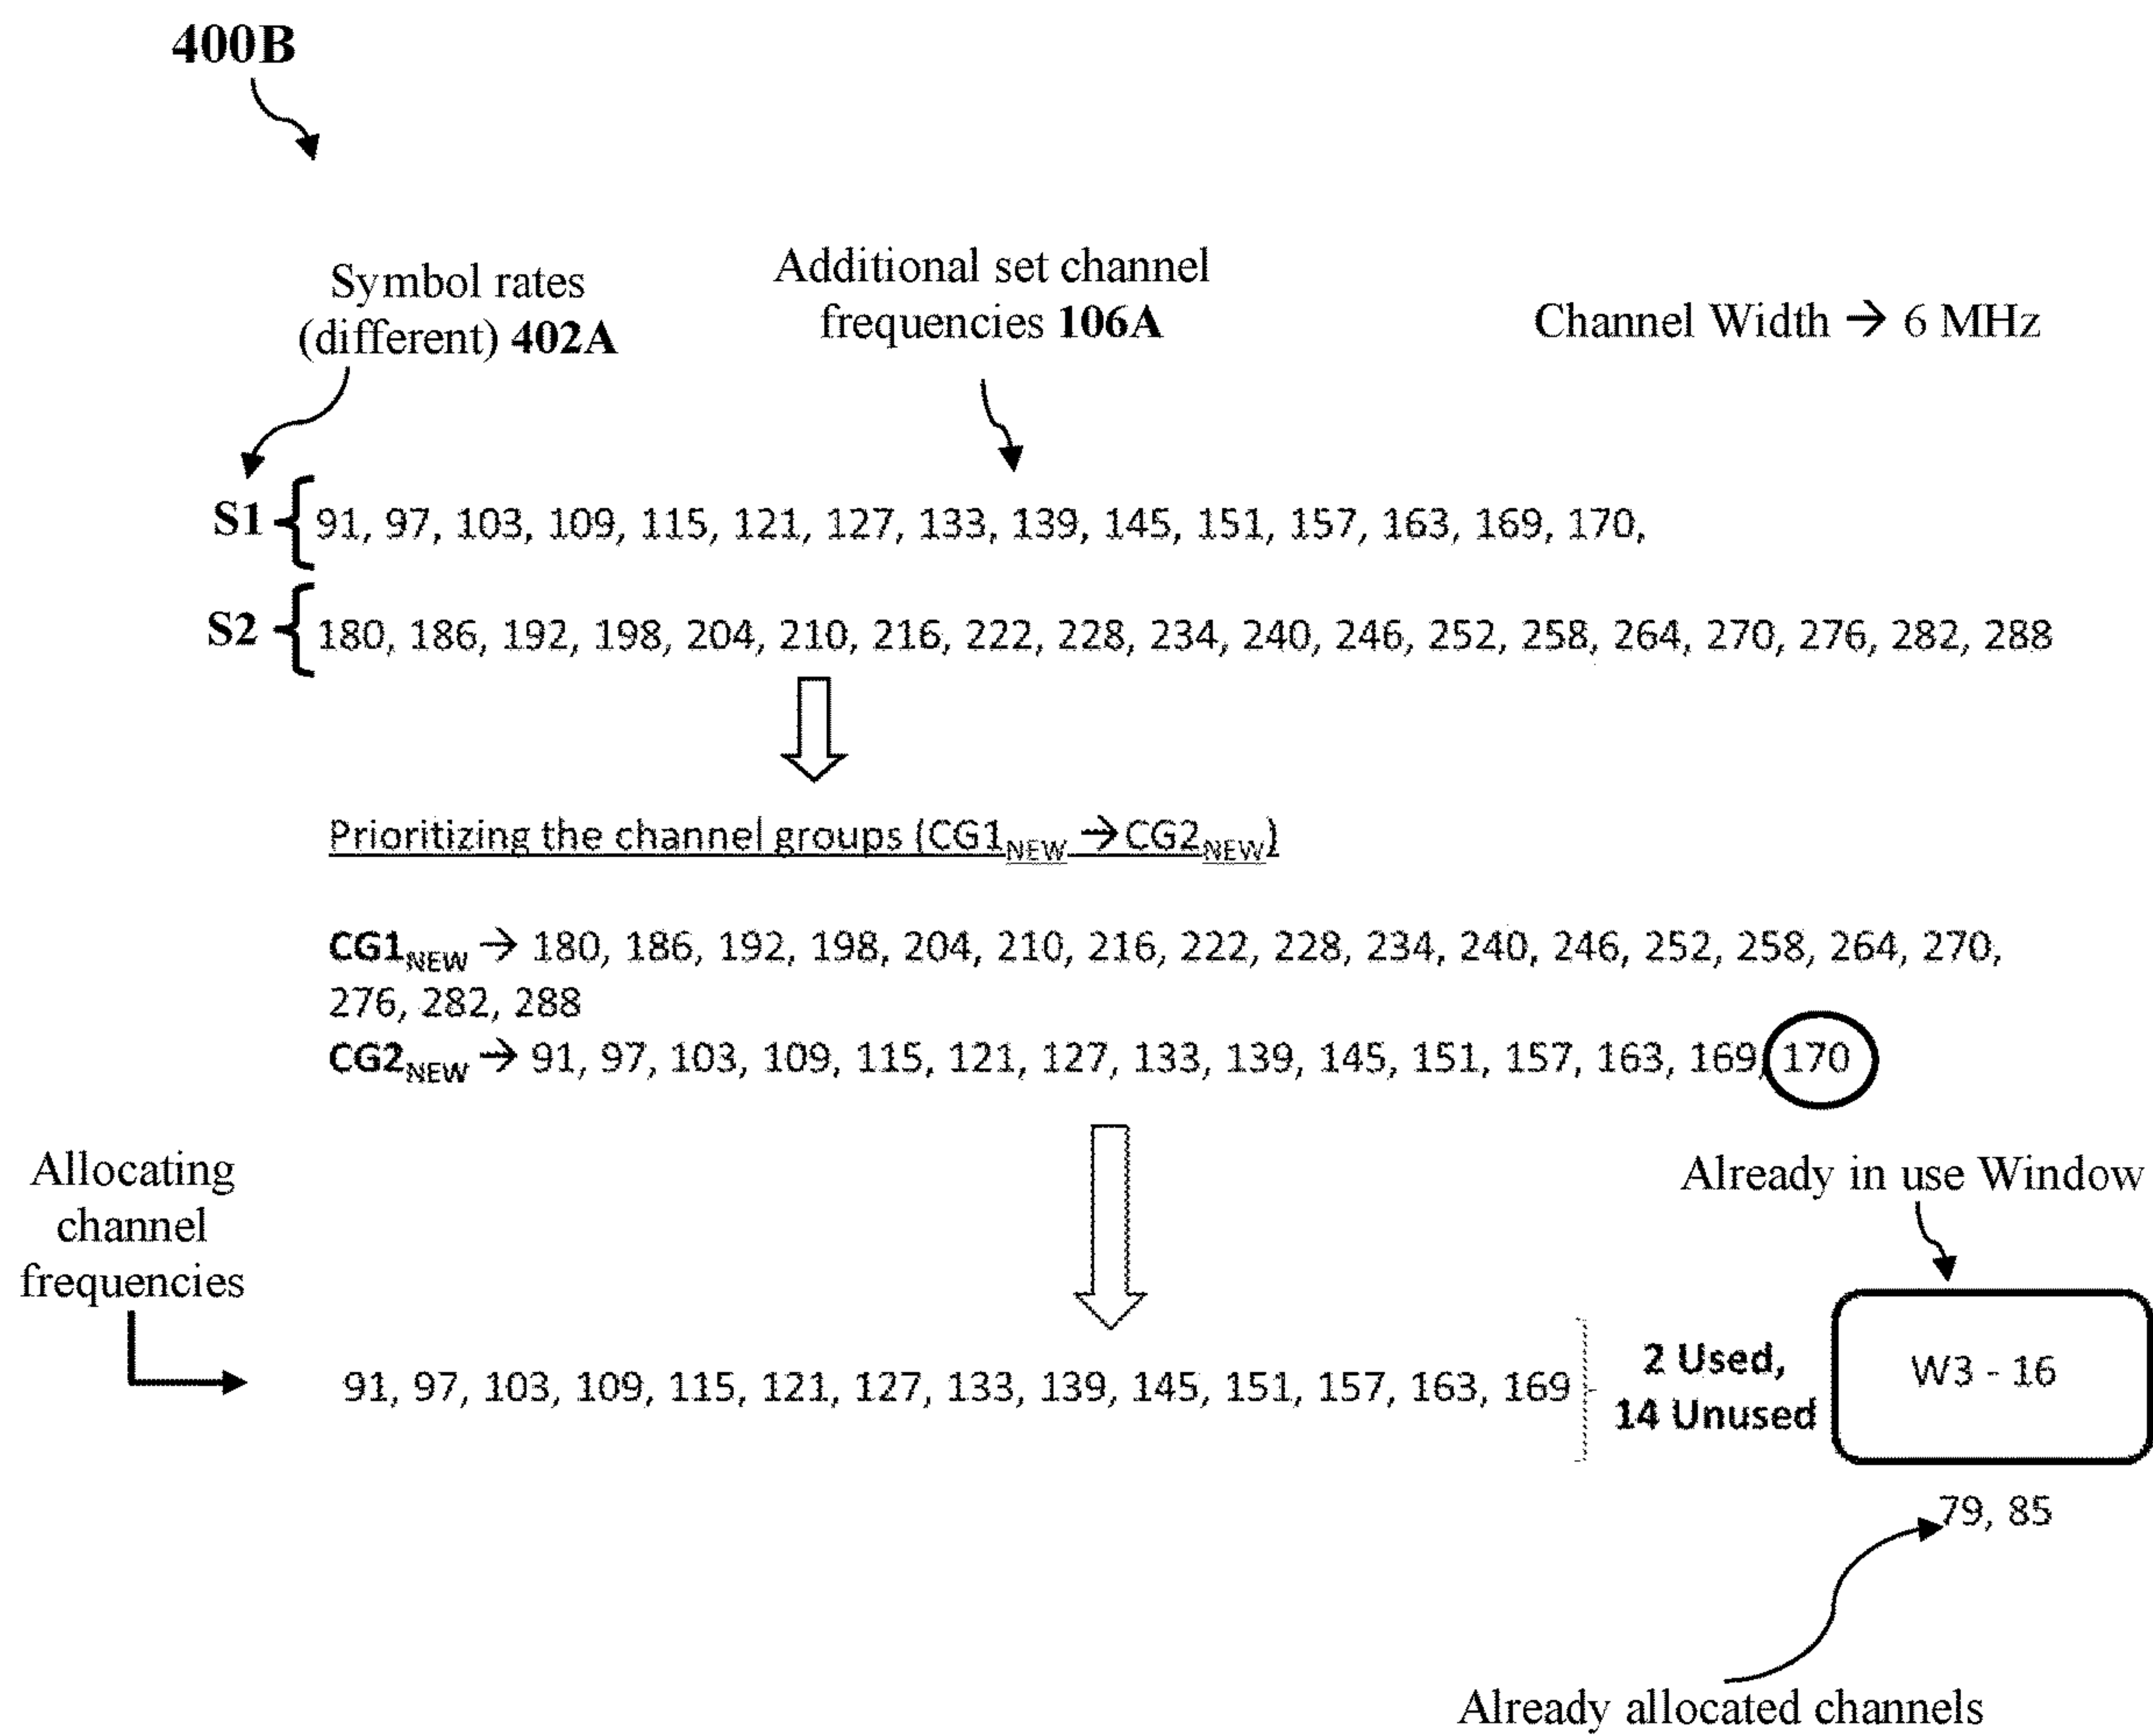 400B
Symbol rates
(different) 402A
Additional set channel
frequencies 106A
Channel Width → 6 MHz
S1 { 91, 97, 103, 109, 115, 121, 127, 133, 139, 145, 151, 157, 163, 169, 170,
S2 { 180, 186, 192, 198, 204, 210, 216, 222, 228, 234, 240, 246, 252, 258, 264, 270, 276, 282, 288
Prioritizing the channel groups (CG1NEW → CG2NEW)
CG1NEW → 180, 186, 192, 198, 204, 210, 216, 222, 228, 234, 240, 246, 252, 258, 264, 270,
276, 282, 288
CG2NEW → 91, 97, 103, 109, 115, 121, 127, 133, 139, 145, 151, 157, 163, 169, 170
Allocating
channel
frequencies
Already in use Window
91, 97, 103, 109, 115, 121, 127, 133, 139, 145, 151, 157, 163, 169
2 Used,
14 Unused
W3 - 16
79, 85
Already allocated channels